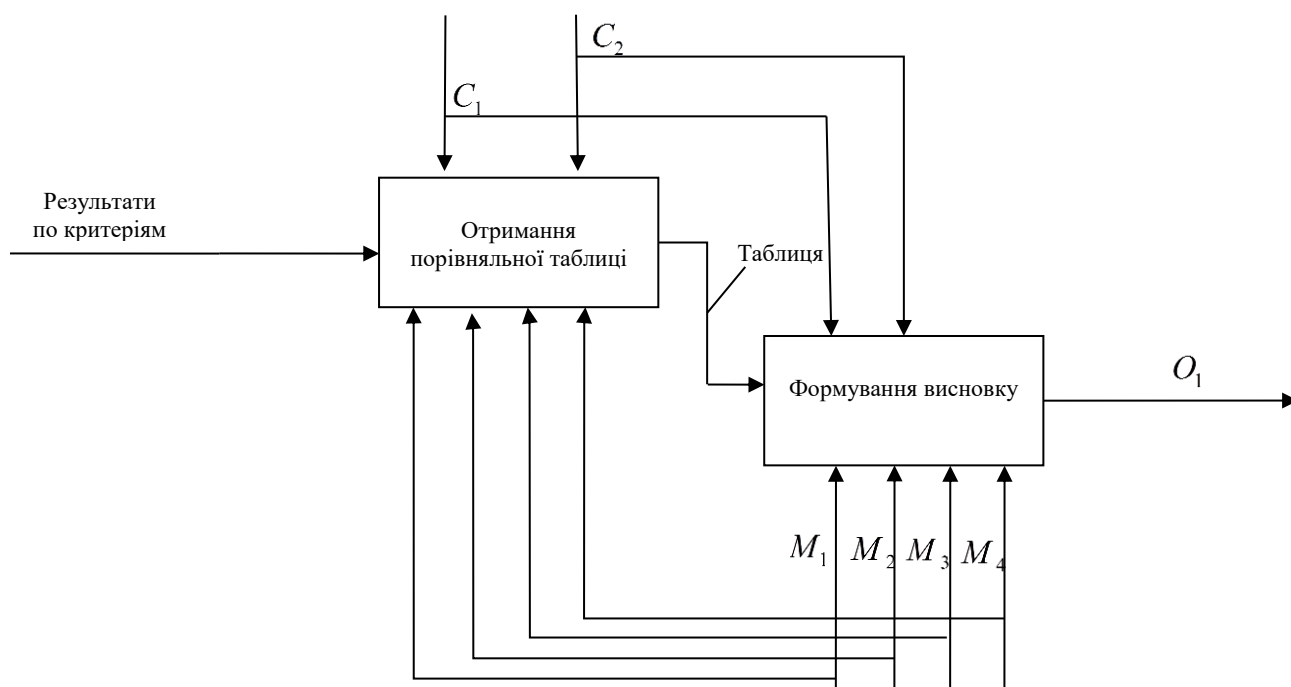 C₂
C₁
Результати
по критеріям
Отримання
порівняльної таблиці
Таблиця
Формування висновку
O₁
M₁ M₂ M₃ M₄